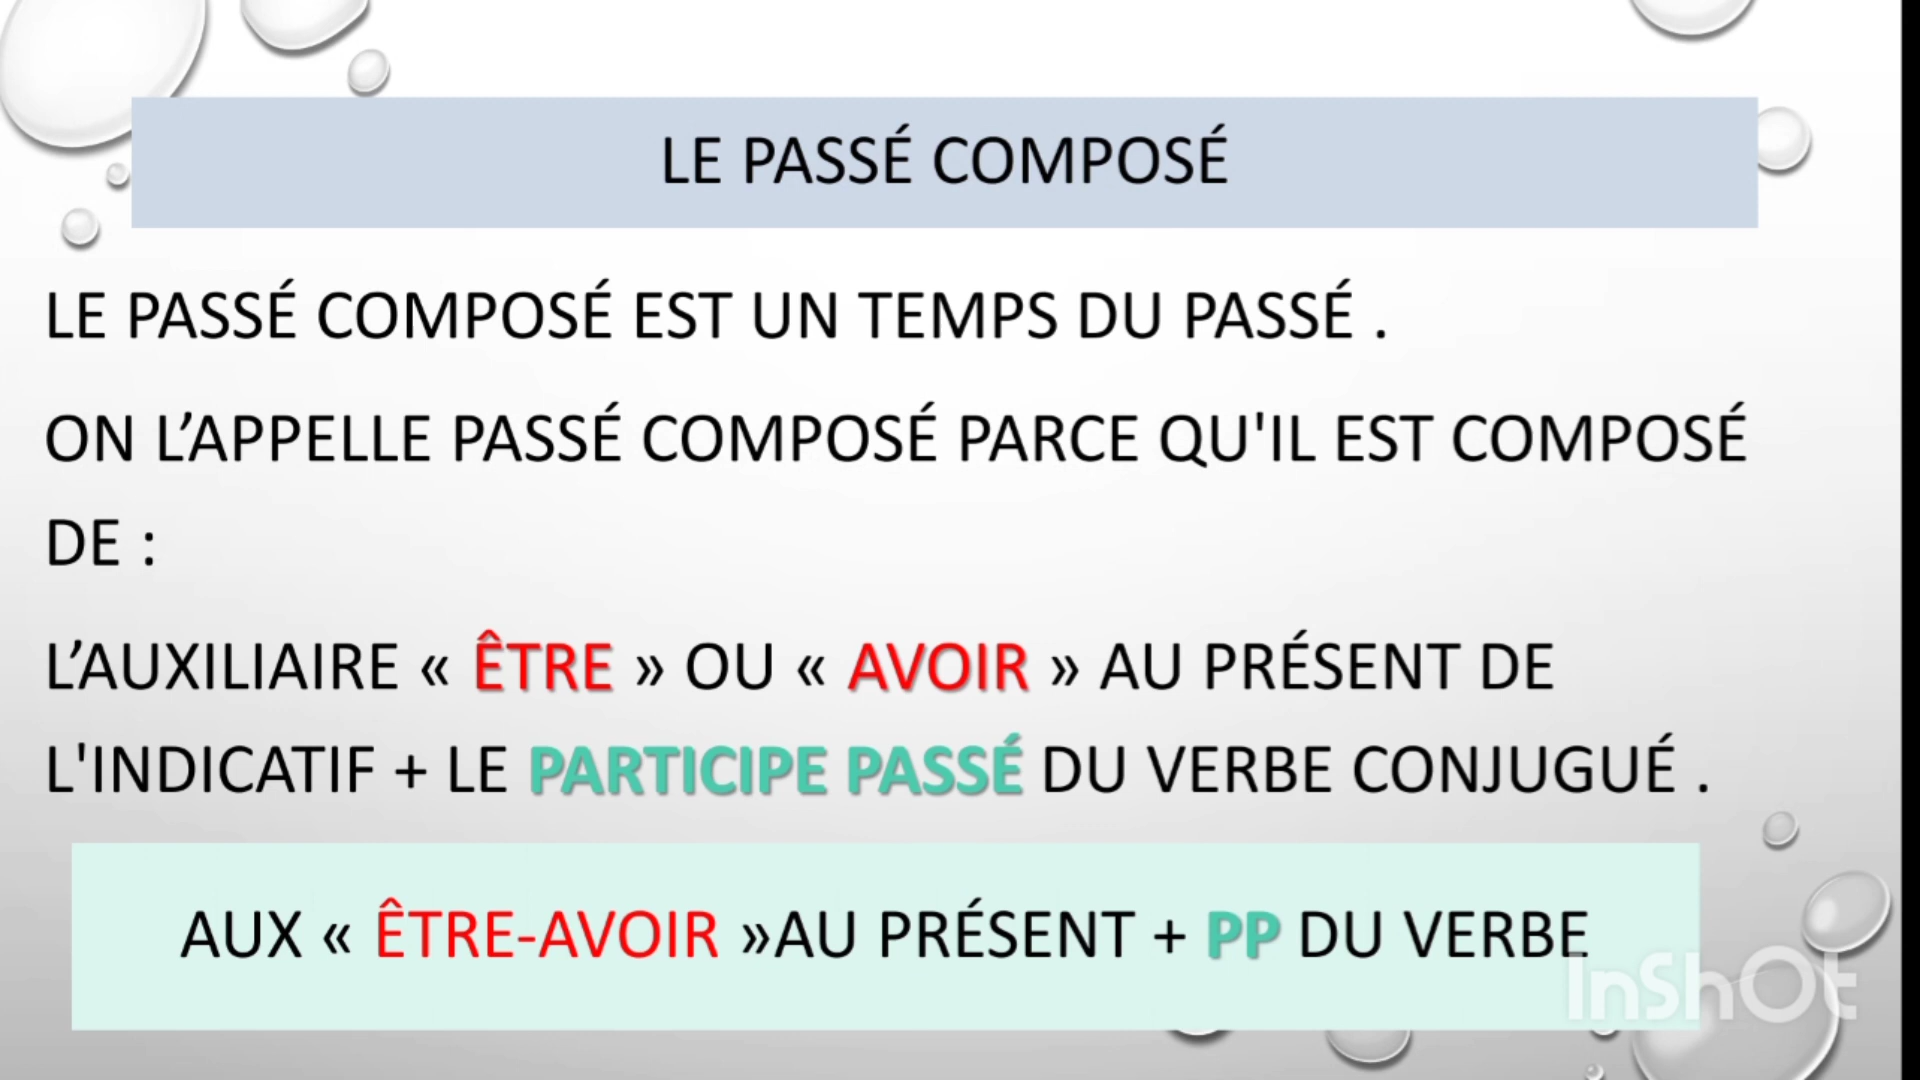 LE PASSÉ COMPOSÉ
LE PASSÉ COMPOSÉ EST UN TEMPS DU PASSÉ .
ON L’APPELLE PASSÉ COMPOSÉ PARCE QU'IL EST COMPOSÉ
DE :
L’AUXILIAIRE « ÊTRE » OU « AVOIR » AU PRÉSENT DE
L'INDICATIF + LE PARTICIPE PASSÉ DU VERBE CONJUGUÉ .
AUX « ÊTRE-AVOIR »AU PRÉSENT + PP DU VERBE
InShOt